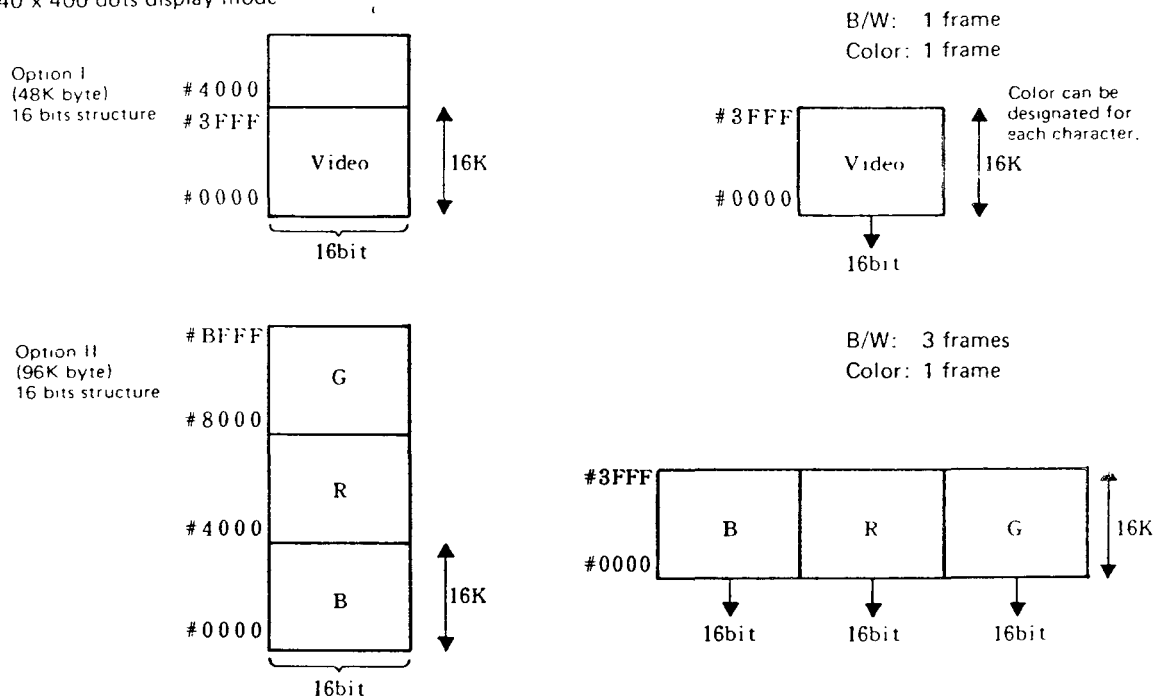 40 x 400 dots display mode
B/W: 1 frame
Color: 1 frame
Option I
(48K byte)
16 bits structure
#4000
#3FFF
Video
#0000
16K
16bit
Color can be
designated for
each character.
#3FFF
Video
#0000
16K
16bit
Option II
(96K byte)
16 bits structure
#BFFF
G
#8000
R
#4000
B
#0000
16K
16bit
B/W: 3 frames
Color: 1 frame
#3FFF
#0000
B
R
G
16K
16bit
16bit
16bit